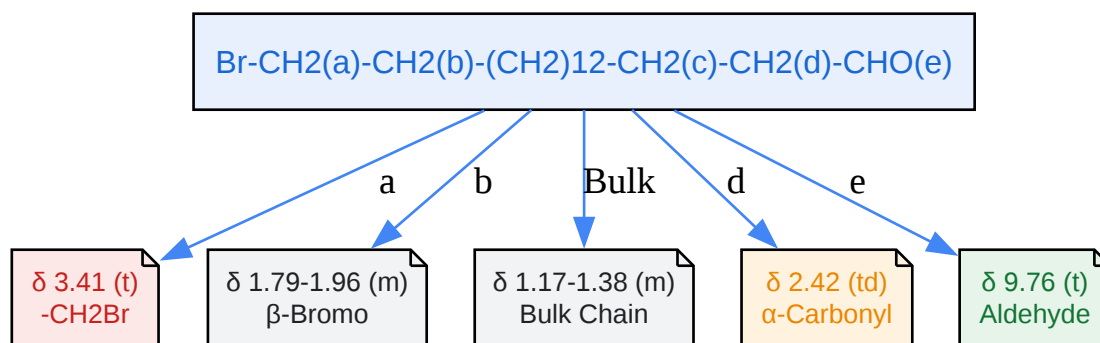 Br-CH2(a)-CH2(b)-(CH2)12-CH2(c)-CH2(d)-CHO(e)
a
b
Bulk
d
e
δ 3.41 (t)
-CH2Br
δ 1.79-1.96 (m)
β-Bromo
δ 1.17-1.38 (m)
Bulk Chain
δ 2.42 (td)
α-Carbonyl
δ 9.76 (t)
Aldehyde